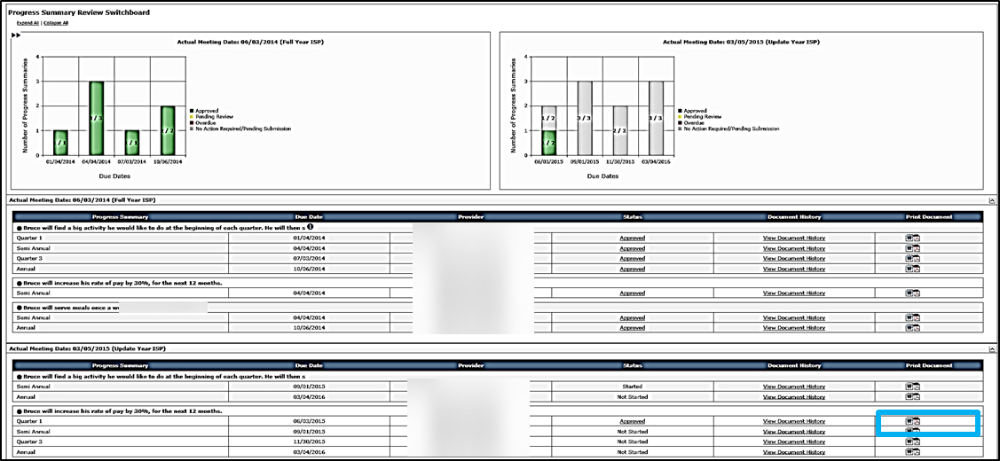 Progress Summary Review Switchboard
Expand All | Collapse All
Actual Meeting Date: 06/03/2014 (Full Year ISP)
Number of Progress Summaries
4
3
2
1
0
1 / 1
3 / 3
1 / 1
2 / 2
01/04/2014 04/04/2014 07/03/2014 10/06/2014
Due Dates
Approved
Pending Review
Overdue
No Action Required/Pending Submission
Actual Meeting Date: 03/05/2015 (Update Year ISP)
Number of Progress Summaries
4
3
2
1
0
1 / 2
1 / 2
3 / 3
2 / 2
3 / 3
06/03/2015 09/01/2015 11/30/2015 03/04/2016
Due Dates
Approved
Pending Review
Overdue
No Action Required/Pending Submission
Actual Meeting Date: 06/03/2014 (Full Year ISP)
Progress Summary Due Date Provider Status Document History Print Document
Bruce will find a big activity he would like to do at the beginning of each quarter. He will then s
Quarter 1 01/04/2014 Approved View Document History
Semi Annual 04/04/2014 Approved View Document History
Quarter 3 07/03/2014 Approved View Document History
Annual 10/06/2014 Approved View Document History
Bruce will increase his rate of pay by 30%, for the next 12 months.
Semi Annual 04/04/2014 Approved View Document History
Bruce will serve meals once a w
Semi Annual 04/04/2014 Approved View Document History
Annual 10/06/2014 Approved View Document History
Actual Meeting Date: 03/05/2015 (Update Year ISP)
Progress Summary Due Date Provider Status Document History Print Document
Bruce will find a big activity he would like to do at the beginning of each quarter. He will then s
Semi Annual 09/01/2015 Started View Document History
Annual 03/04/2016 Not Started View Document History
Bruce will increase his rate of pay by 30%, for the next 12 months.
Quarter 1 06/03/2015 Approved View Document History
Semi Annual 09/01/2015 Not Started View Document History
Quarter 3 11/30/2015 Not Started View Document History
Annual 03/04/2016 Not Started View Document History